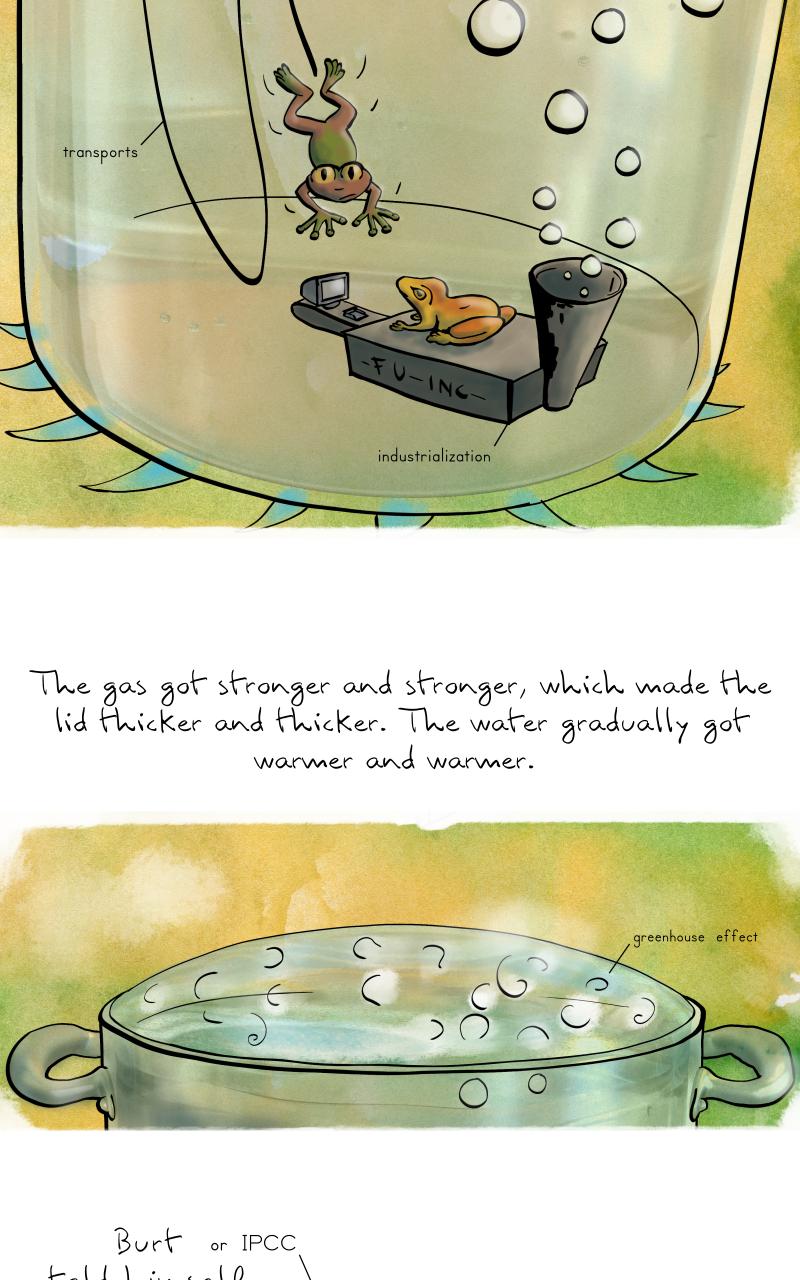 transports
-FU-INC-
industrialization
The gas got stronger and stronger, which made the
lid thicker and thicker. The water gradually got
warmer and warmer.
greenhouse effect
Burt or IPCC